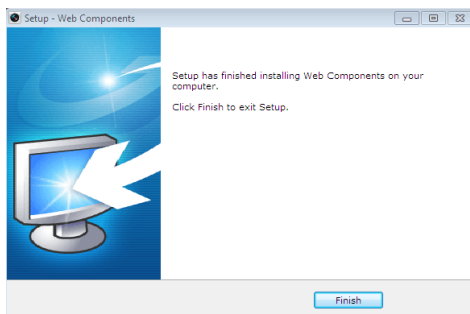 Setup - Web Components
Setup has finished installing Web Components on your
computer.
Click Finish to exit Setup.
Finish